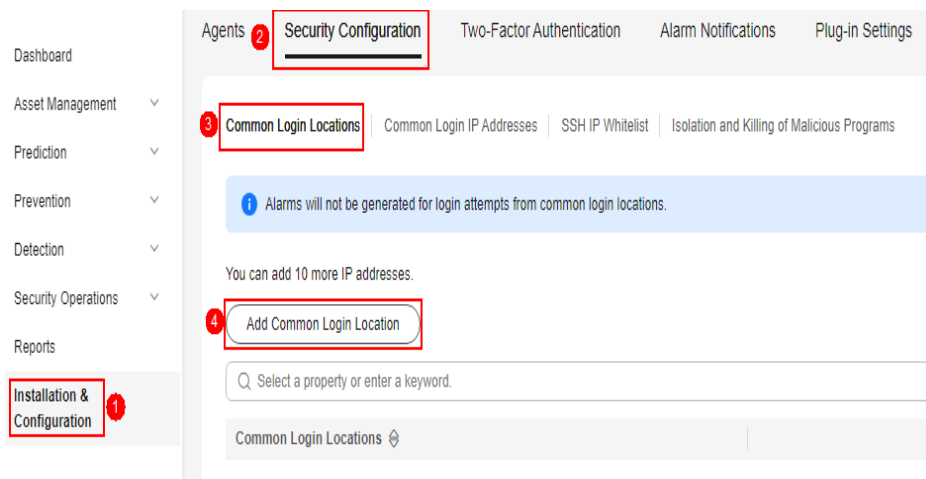 Dashboard
Asset Management
Prediction
Prevention
Detection
Security Operations
Reports
Installation &
Configuration
1
Agents
2
Security Configuration
Two-Factor Authentication
Alarm Notifications
Plug-in Settings
3
Common Login Locations
Common Login IP Addresses
SSH IP Whitelist
Isolation and Killing of Malicious Programs
i
Alarms will not be generated for login attempts from common login locations.
You can add 10 more IP addresses.
4
Add Common Login Location
Select a property or enter a keyword.
Common Login Locations